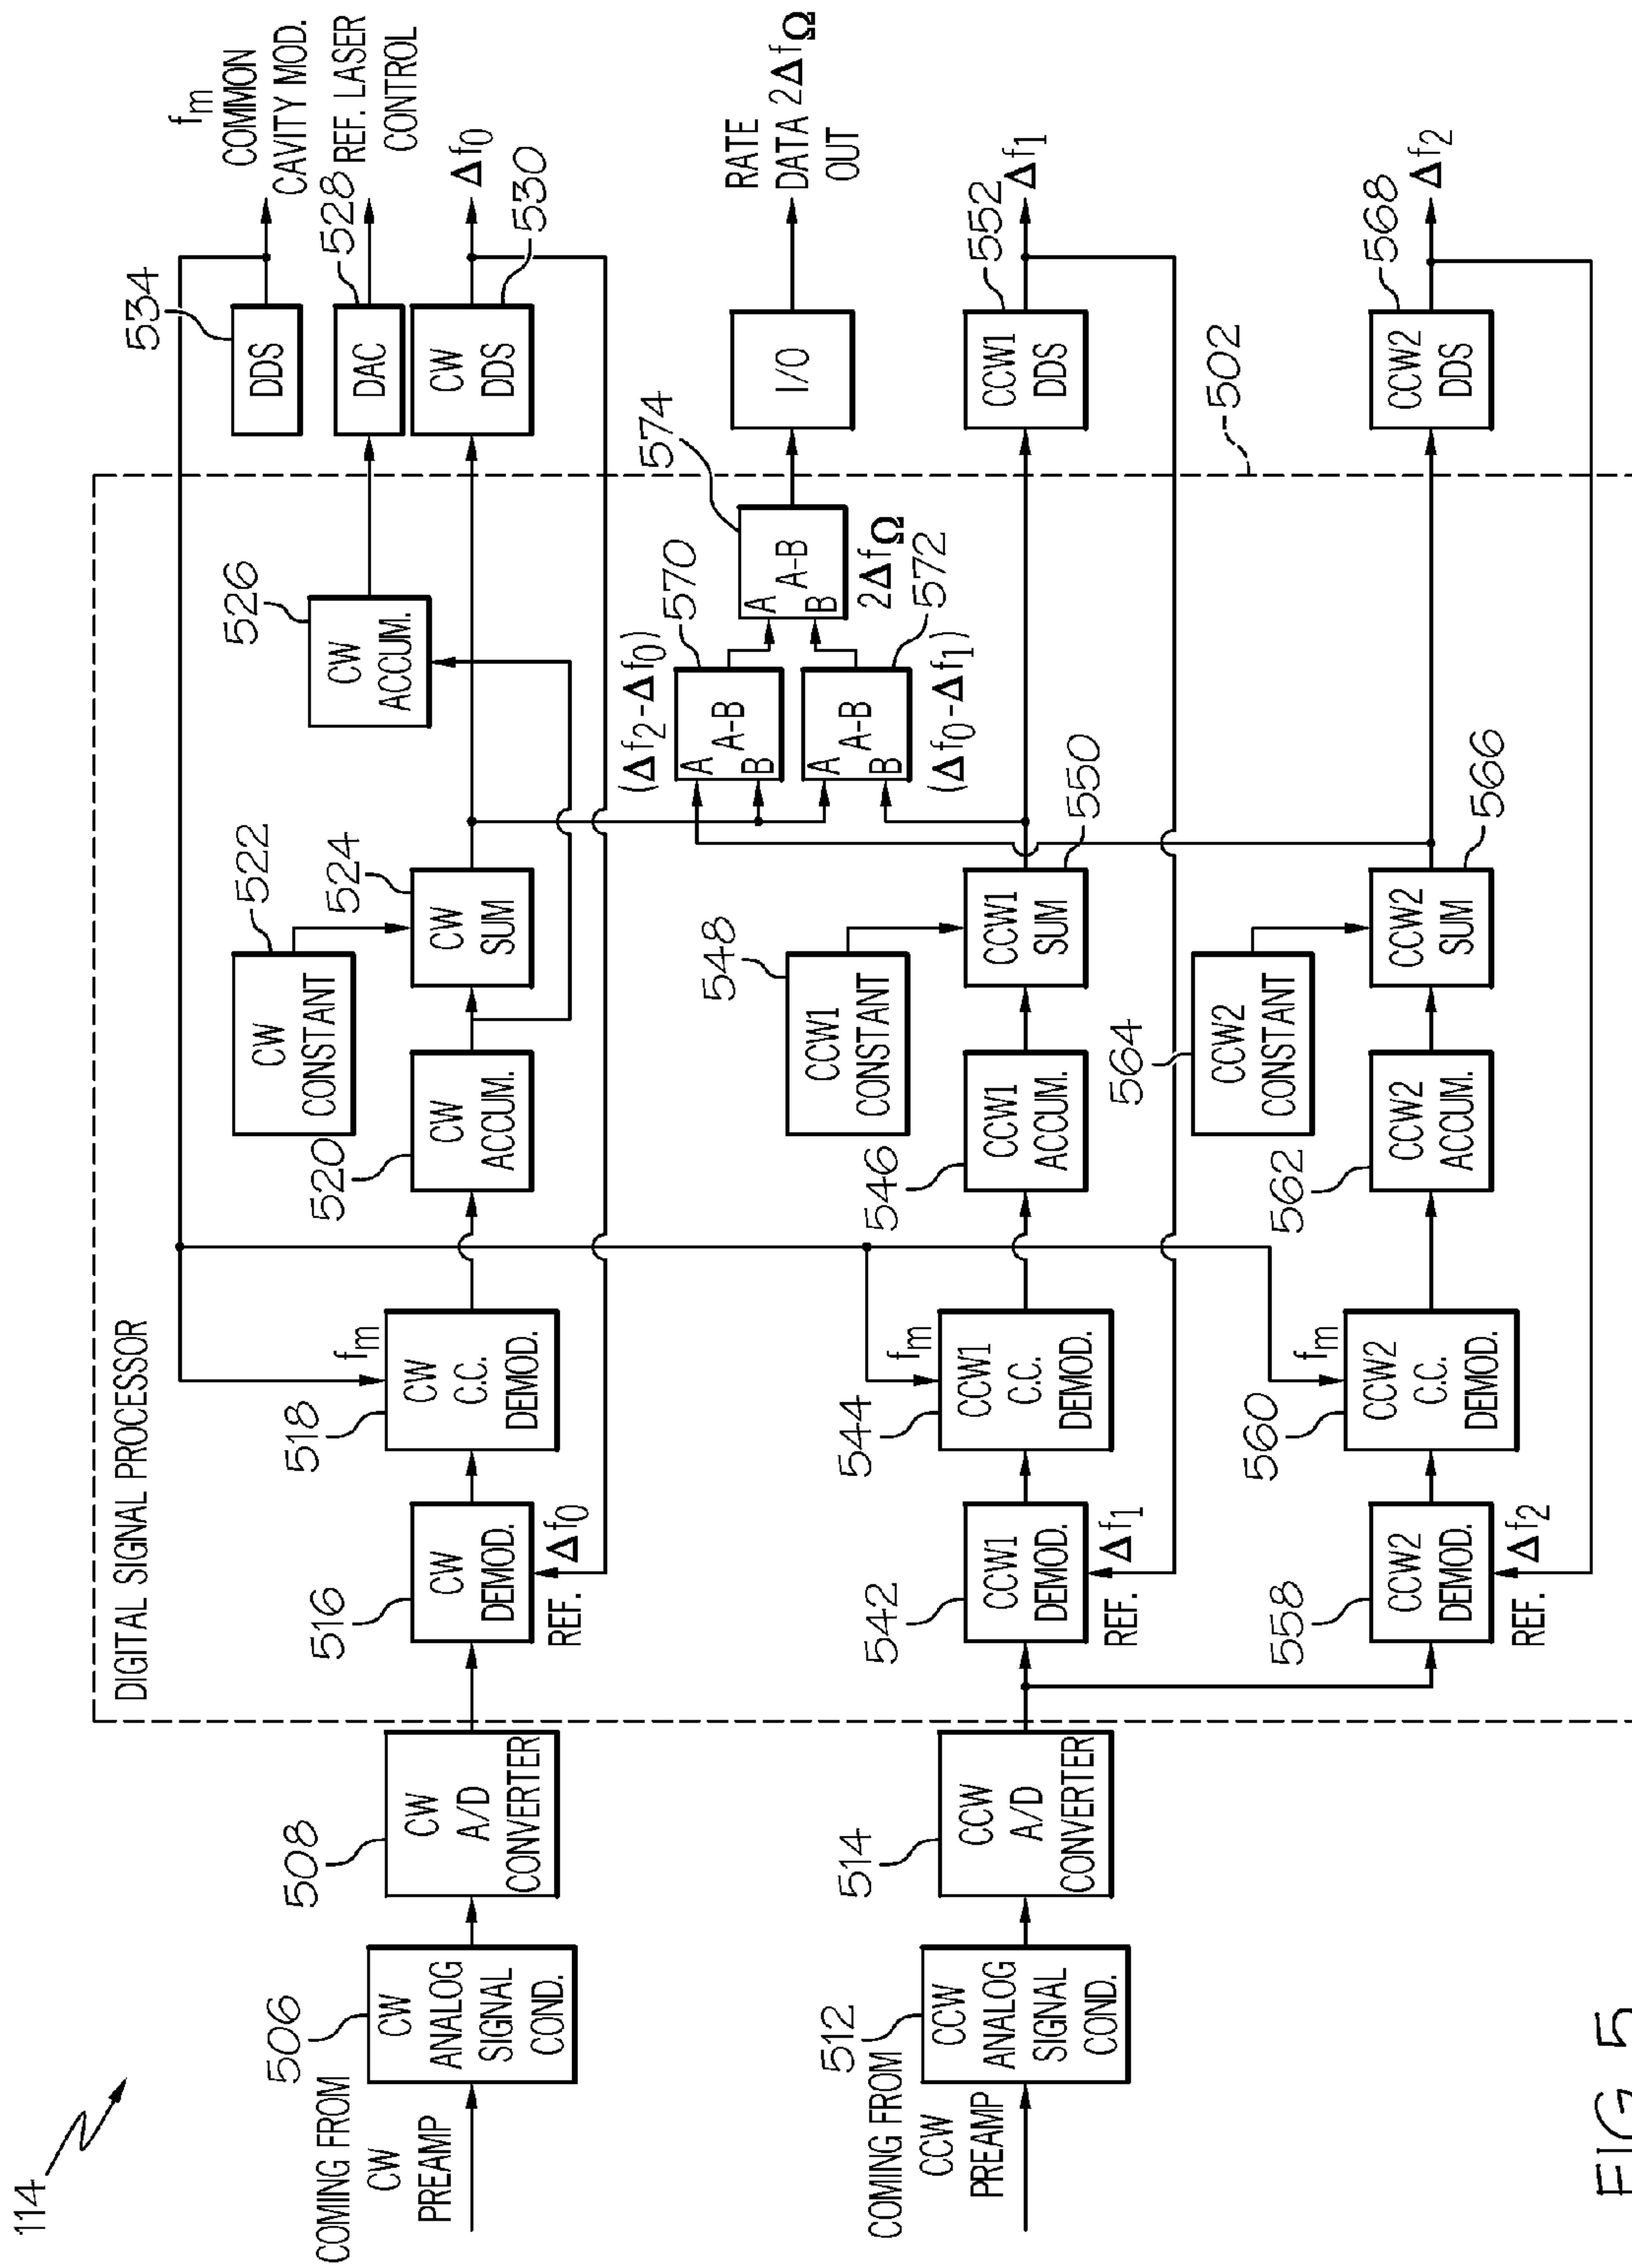 114
DIGITAL SIGNAL PROCESSOR
COMING FROM
CW
PREAMP
506
CW
ANALOG
SIGNAL
COND.
508
CW
A/D
CONVERTER
516
CW
DEMOD.
REF.
Δf0
518
fm
CW
C.C.
DEMOD.
520
CW
ACCUM.
522
CW
CONSTANT
524
CW
SUM
526
CW
ACCUM.
534
DDS
fm
COMMON
CAVITY MOD.
528
DAC
REF. LASER
CONTROL
CW
DDS
530
Δf0
(Δf2-Δf0)
570
A
A-B
B
A
A-B
B
572
(Δf0-Δf1)
574
A
A-B
B
2ΔfΩ
I/O
RATE
DATA 2ΔfΩ
OUT
COMING FROM
CCW
PREAMP
512
CCW
ANALOG
SIGNAL
COND.
514
CCW
A/D
CONVERTER
542
CCW1
DEMOD.
REF.
Δf1
544
fm
CCW1
C.C.
DEMOD.
546
CCW1
ACCUM.
548
CCW1
CONSTANT
550
CCW1
SUM
552
CCW1
DDS
Δf1
502
558
CCW2
DEMOD.
REF.
Δf2
560
fm
CCW2
C.C.
DEMOD.
562
CCW2
ACCUM.
564
CCW2
CONSTANT
566
CCW2
SUM
568
CCW2
DDS
Δf2
FIG 5